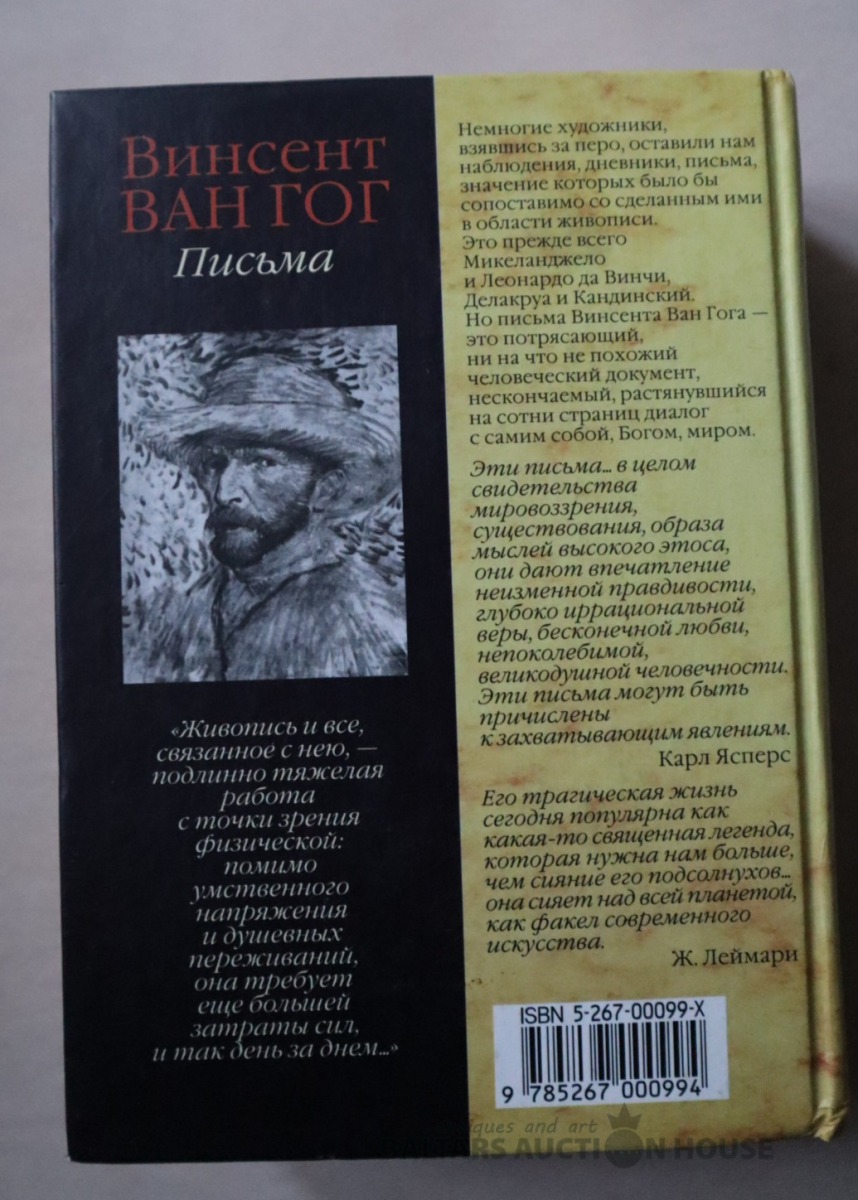 Винсент
ВАН ГОГ
Письма
«Живопись и все,
связанное с нею, —
подлинно тяжелая
работа
с точки зрения
физической:
помимо
умственного
напряжения
и душевных
переживаний,
она требует
еще большей
затраты сил,
и так день за днем...»
Немногие художники,
взявшись за перо, оставили нам
наблюдения, дневники, письма,
значение которых было бы
сопоставимо со сделанным ими
в области живописи.
Это прежде всего
Микеланджело
и Леонардо да Винчи,
Делакруа и Кандинский.
Но письма Винсента Ван Гога —
это потрясающий,
ни на что не похожий
человеческий документ,
нескончаемый, растянувшийся
на сотни страниц диалог
с самим собой, Богом, миром.
Эти письма... в целом
свидетельства
мировоззрения,
существования, образа
мыслей высокого этоса,
они дают впечатление
неизменной правдивости,
глубоко иррациональной
веры, бесконечной любви,
непоколебимой,
великодушной человечности.
Эти письма могут быть
причислены
к захватывающим явлениям.
Карл Ясперс
Его трагическая жизнь
сегодня популярна как
какая-то священная легенда,
которая нужна нам больше,
чем сияние его подсолнухов...
она сияет над всей планетой,
как факел современного
искусства.
Ж. Леймари
ISBN 5-267-00099-X
9 785267 000994
and art
AUCTION HOUSE